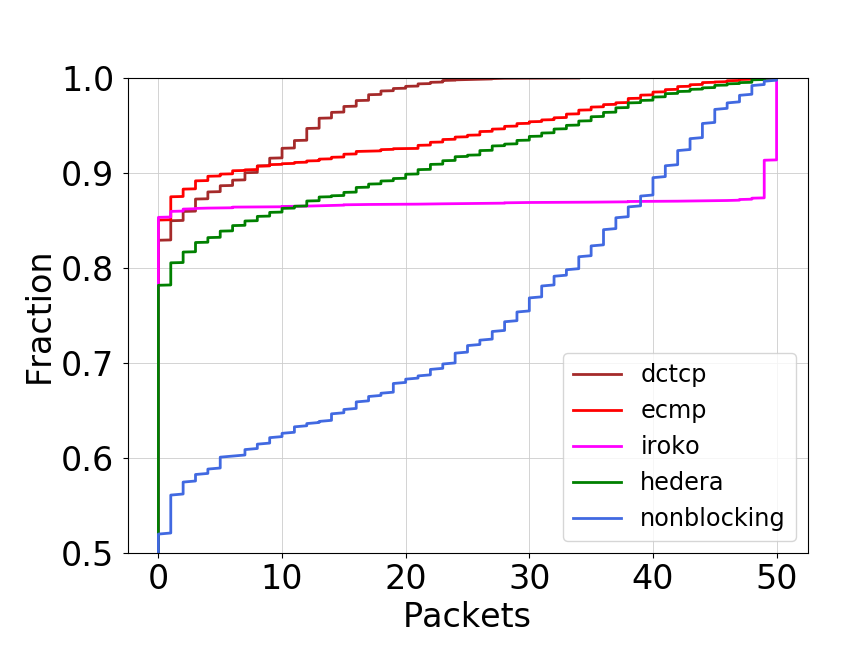 1.0
0.9
0.8
0.7
0.6
0.5
Fraction
0 10 20 30 40 50
Packets
dctcp
ecmp
iroko
hedera
nonblocking